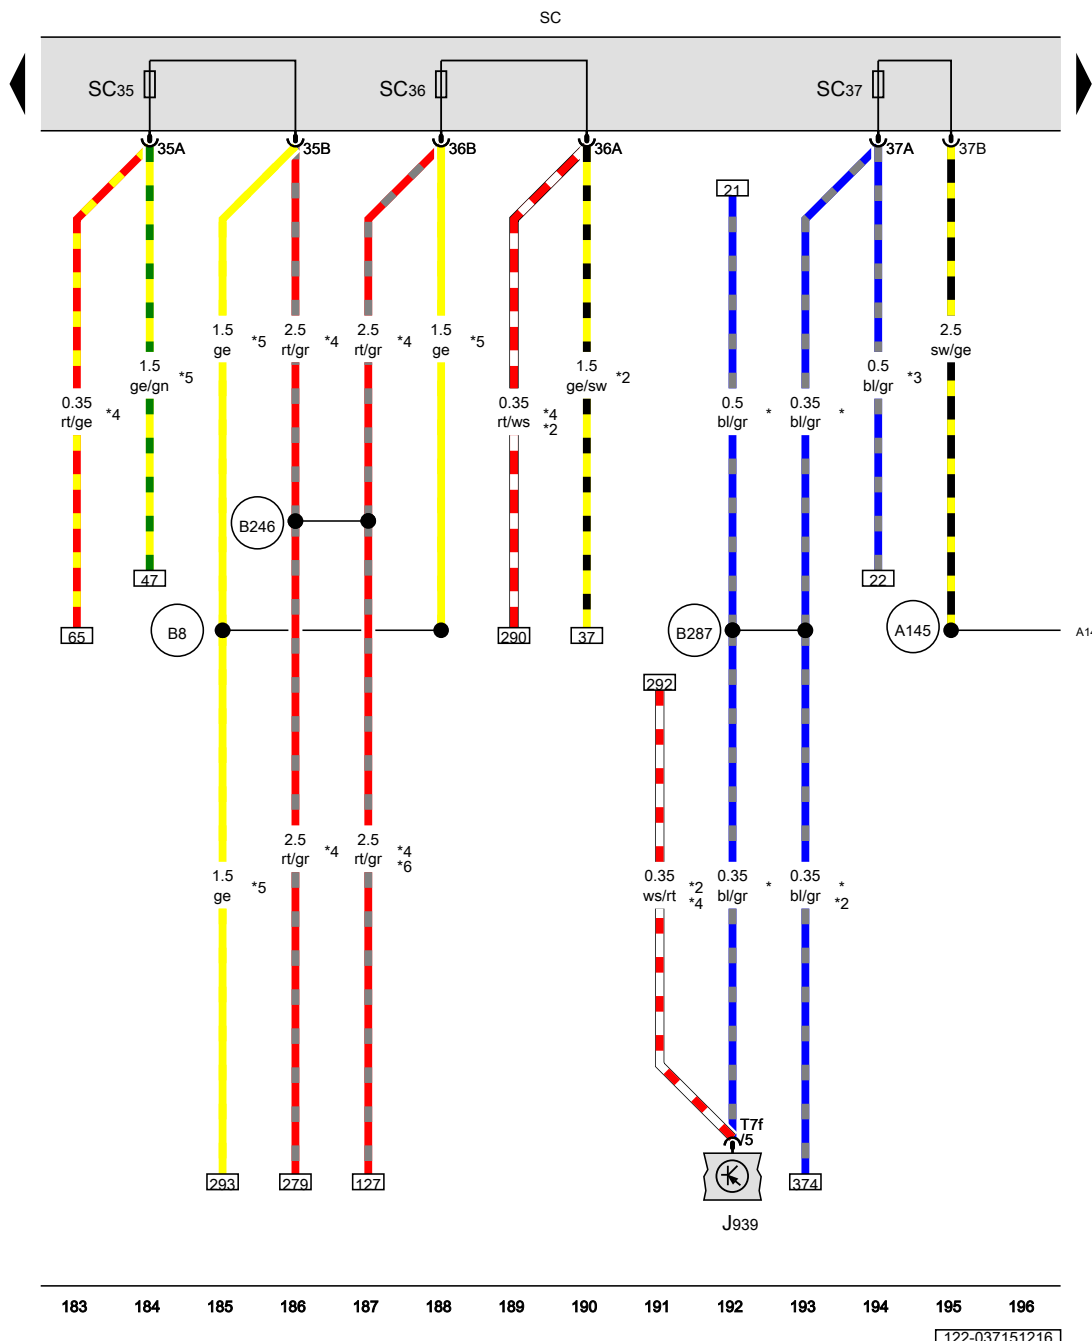 SC
SC35
SC36
SC37
35A
35B
36B
36A
37A
37B
21
1.5
ge
*5
2.5
rt/gr
*4
2.5
rt/gr
*4
1.5
ge
*5
2.5
sw/ge
1.5
ge/gn
*5
1.5
ge/sw
*2
0.5
bl/gr
*3
0.35
rt/ge
*4
0.35
rt/ws
*4
*2
0.5
bl/gr
*
0.35
bl/gr
*
B246
47
22
65
B8
290
37
B287
A145
A14
292
2.5
rt/gr
*4
2.5
rt/gr
*4
*6
1.5
ge
*5
0.35
ws/rt
*2
*4
0.35
bl/gr
*
0.35
bl/gr
*
*2
T7f
/5
293
279
127
374
J939
183 184 185 186 187 188 189 190 191 192 193 194 195 196
122-037151216